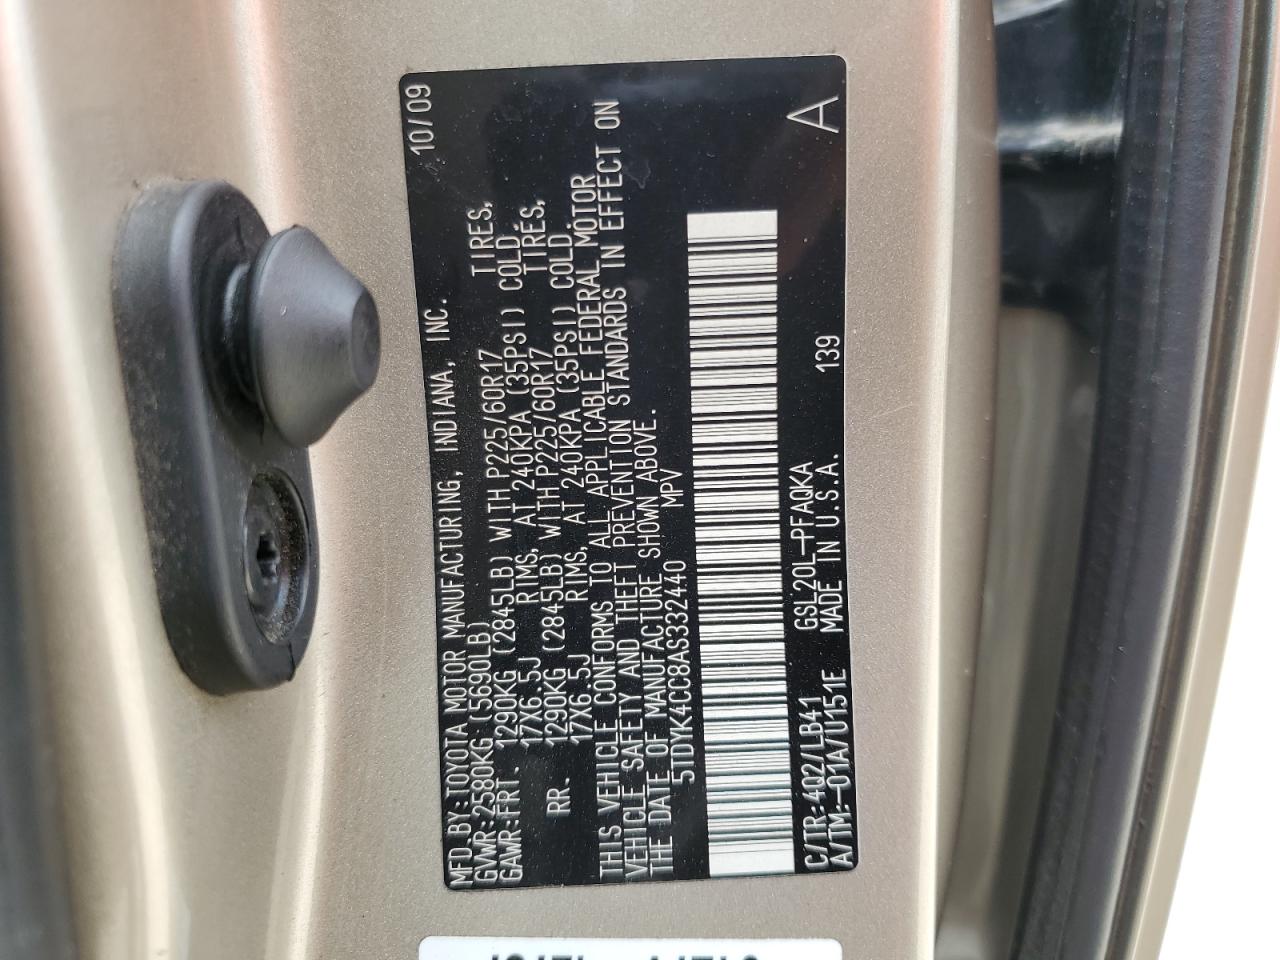 MFD.BY:TOYOTA MOTOR MANUFACTURING, INDIANA, INC. 10/09
GVWR:2580KG(5690LB)
GAWR:FRT. 1290KG (2845LB) WITH P225/60R17 TIRES,
17X6.5J RIMS, AT 240KPA (35PSI) COLD.
RR. 1290KG (2845LB) WITH P225/60R17 TIRES,
17X6.5J RIMS, AT 240KPA (35PSI) COLD.
THIS VEHICLE CONFORMS TO ALL APPLICABLE FEDERAL MOTOR
VEHICLE SAFETY AND THEFT PREVENTION STANDARDS IN EFFECT ON
THE DATE OF MANUFACTURE SHOWN ABOVE.
5TDYK4CC8AS332440 MPV
C/TR:4Q2/LB41 GSL20L-PFAQKA 139 A
A/TM:-01A/U151E MADE IN U.S.A.